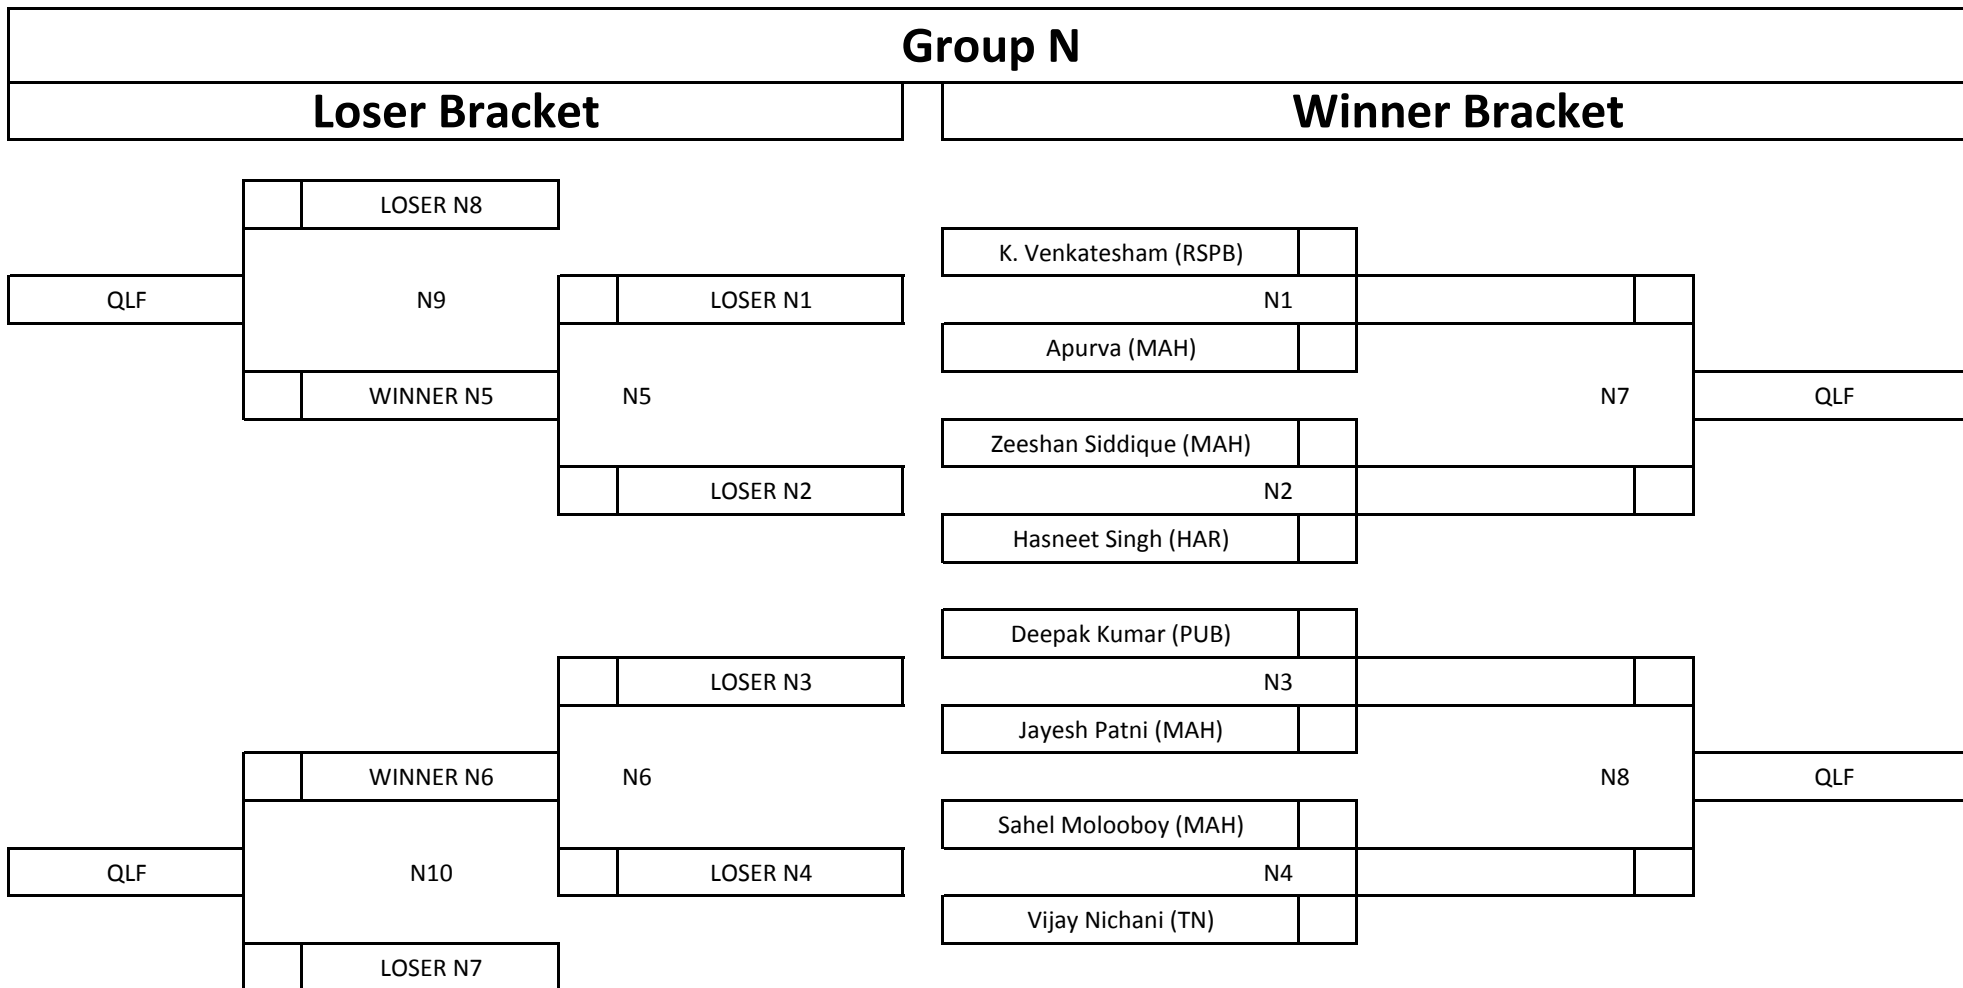 Group N
Loser Bracket
Winner Bracket
LOSER N8
K. Venkatesham (RSPB)
QLF
N9
LOSER N1
N1
Apurva (MAH)
WINNER N5
N5
N7
QLF
Zeeshan Siddique (MAH)
LOSER N2
N2
Hasneet Singh (HAR)
Deepak Kumar (PUB)
LOSER N3
N3
Jayesh Patni (MAH)
WINNER N6
N6
N8
QLF
Sahel Molooboy (MAH)
QLF
N10
LOSER N4
N4
Vijay Nichani (TN)
LOSER N7